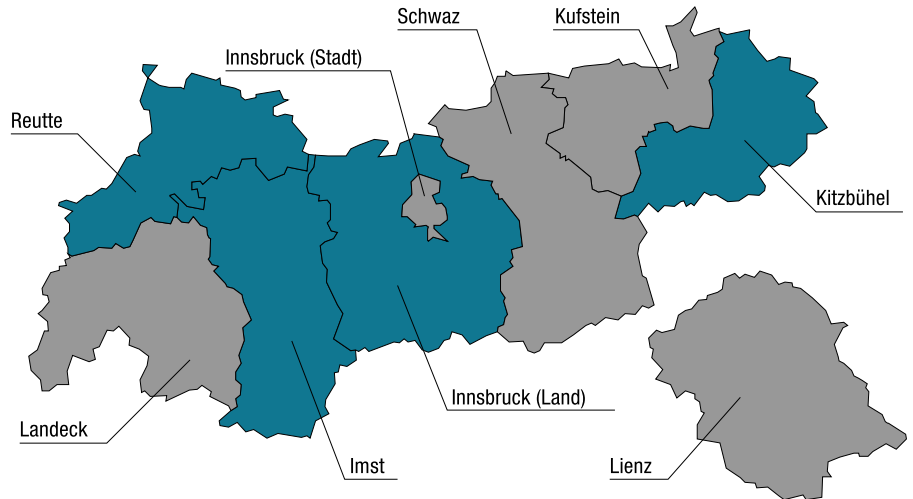 Schwaz
Kufstein
Innsbruck (Stadt)
Reutte
Kitzbühel
Innsbruck (Land)
Landeck
Imst
Lienz